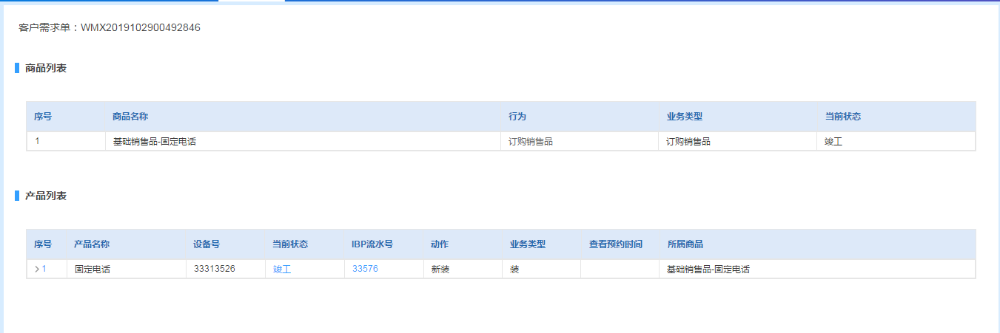 客户需求单：WMX2019102900492846
商品列表
序号 商品名称 行为 业务类型 当前状态
1 基础销售品-固定电话 订购销售品 订购销售品 竣工
产品列表
序号 产品名称 设备号 当前状态 IBP流水号 动作 业务类型 查看预约时间 所属商品
1 固定电话 33313526 竣工 33576 新装 装 基础销售品-固定电话